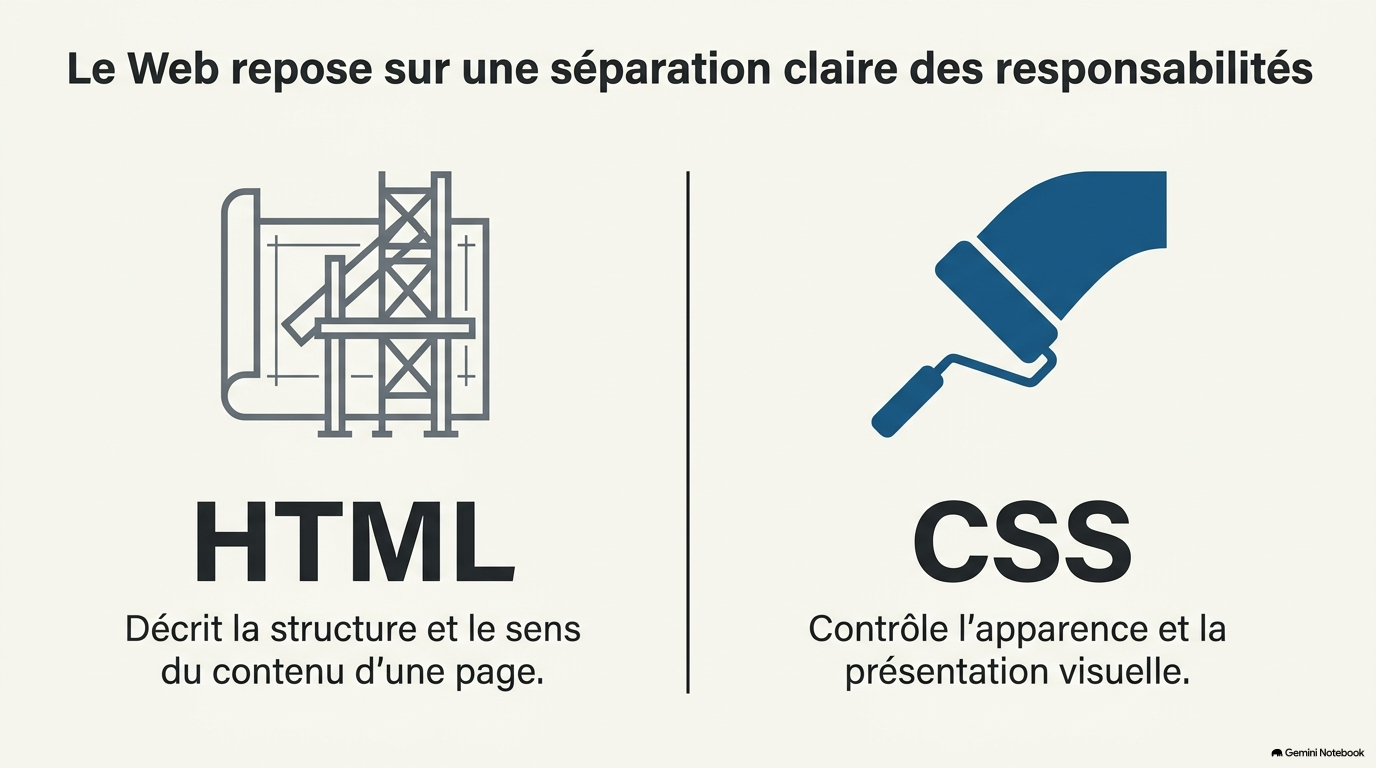 Le Web repose sur une séparation claire des responsabilités
HTML
Décrit la structure et le sens
du contenu d’une page.
CSS
Contrôle l’apparence et la
présentation visuelle.
Gemini Notebook